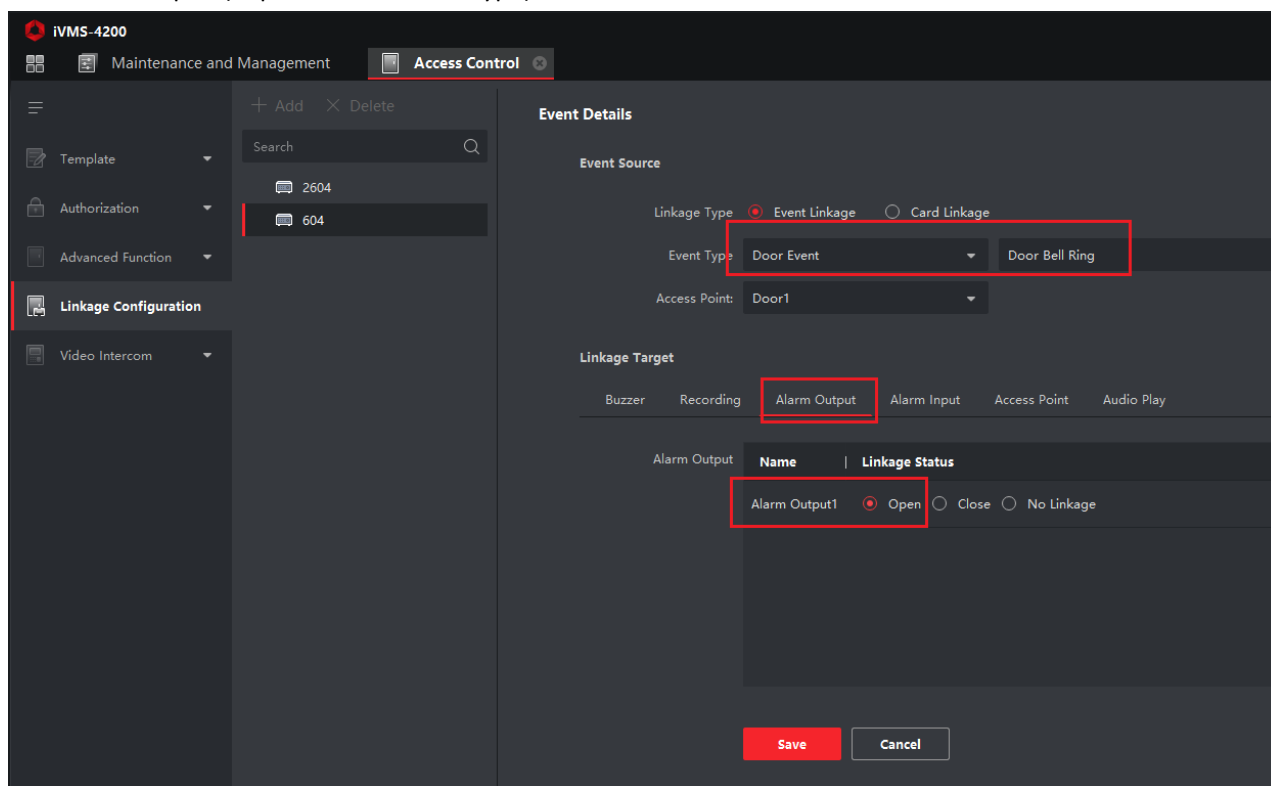 iVMS-4200
Maintenance and Management
Access Control
Add
Delete
Search
2604
604
Template
Authorization
Advanced Function
Linkage Configuration
Video Intercom
Event Details
Event Source
Linkage Type Event Linkage Card Linkage
Event Type Door Event Door Bell Ring
Access Point: Door1
Linkage Target
Buzzer Recording Alarm Output Alarm Input Access Point Audio Play
Alarm Output Name | Linkage Status
Alarm Output1 Open Close No Linkage
Save Cancel